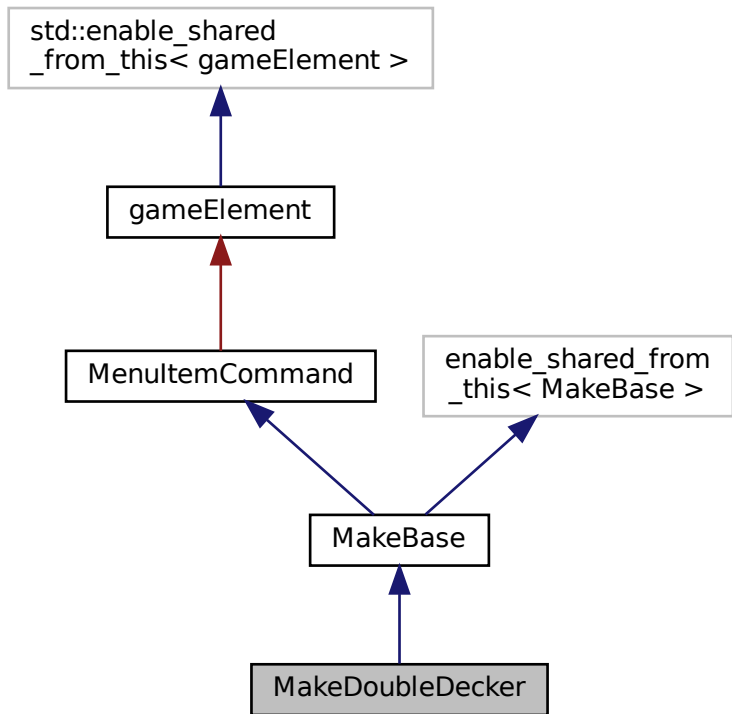 std::enable_shared
_from_this< gameElement >
gameElement
MenuItemCommand
enable_shared_from
_this< MakeBase >
MakeBase
MakeDoubleDecker